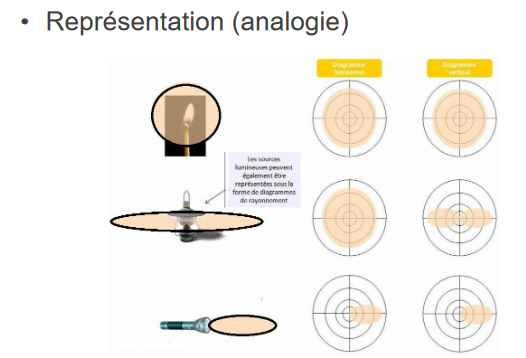 • Représentation (analogie)
Diagramme
horizontal
Diagramme
vertical
Les sources
lumineuses peuvent
également être
représentées sous la
forme de diagrammes
de rayonnement